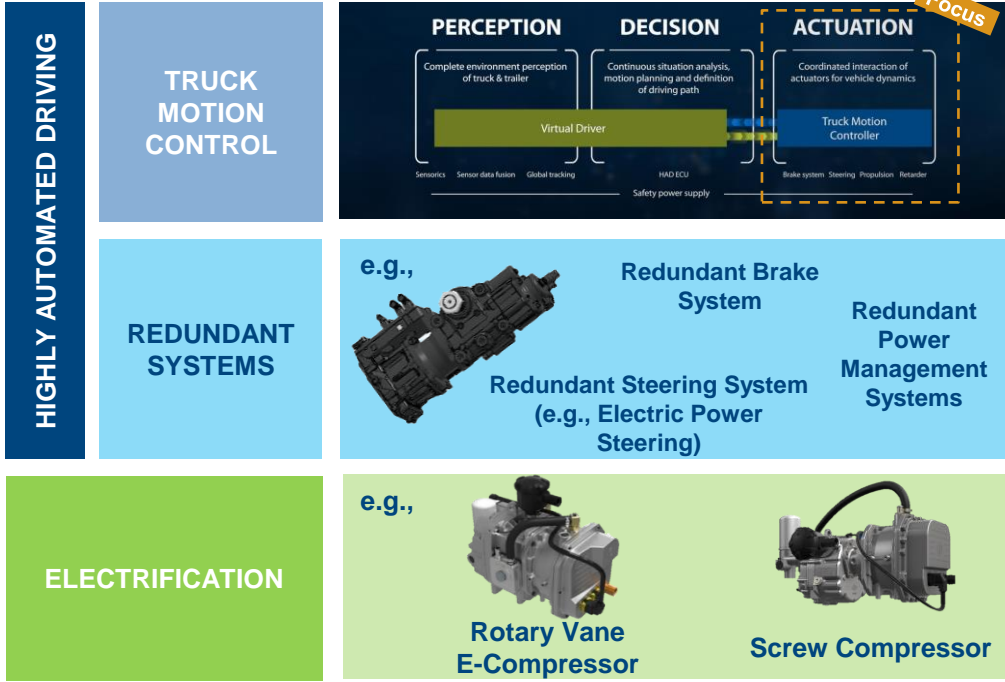 HIGHLY AUTOMATED DRIVING
TRUCK
MOTION
CONTROL
Focus
PERCEPTION
Complete environment perception
of truck & trailer
DECISION
Continuous situation analysis,
motion planning and definition
of driving path
ACTUATION
Coordinated interaction of
actuators for vehicle dynamics
Virtual Driver
Truck Motion
Controller
Sensorics Sensor data fusion Global tracking
HAD ECU
Brake system Steering Propulsion Retarder
Safety power supply
REDUNDANT
SYSTEMS
e.g.,
Redundant Brake
System
Redundant Steering System
(e.g., Electric Power
Steering)
Redundant
Power
Management
Systems
ELECTRIFICATION
e.g.,
Rotary Vane
E-Compressor
Screw Compressor